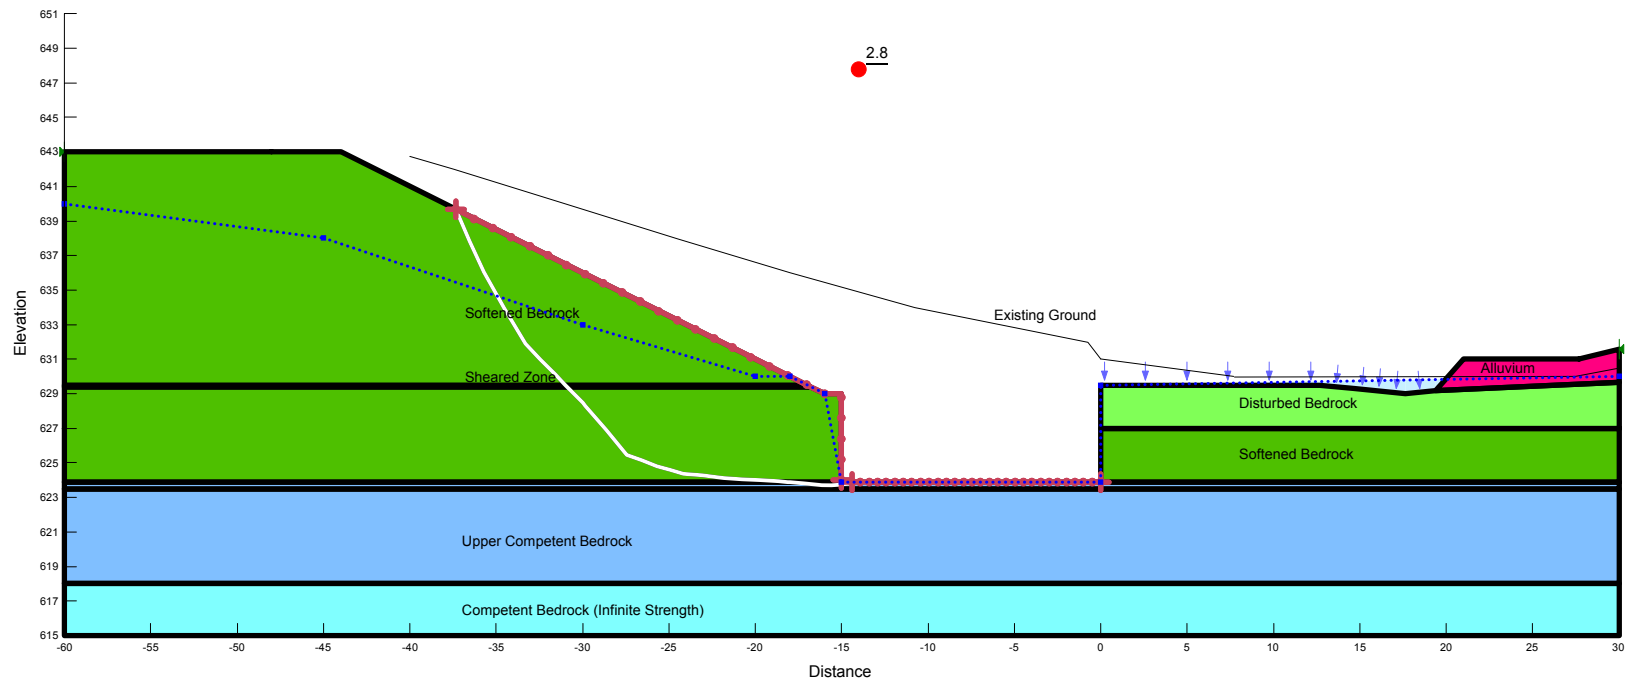 651
649
647
645
643
641
639
637
635
633
631
629
627
625
623
621
619
617
615
Elevation
2.8
Existing Ground
Softened Bedrock
Sheared Zone
Alluvium
Disturbed Bedrock
Softened Bedrock
Upper Competent Bedrock
Competent Bedrock (Infinite Strength)
-60 -55 -50 -45 -40 -35 -30 -25 -20 -15 -10 -5 0 5 10 15 20 25 30
Distance